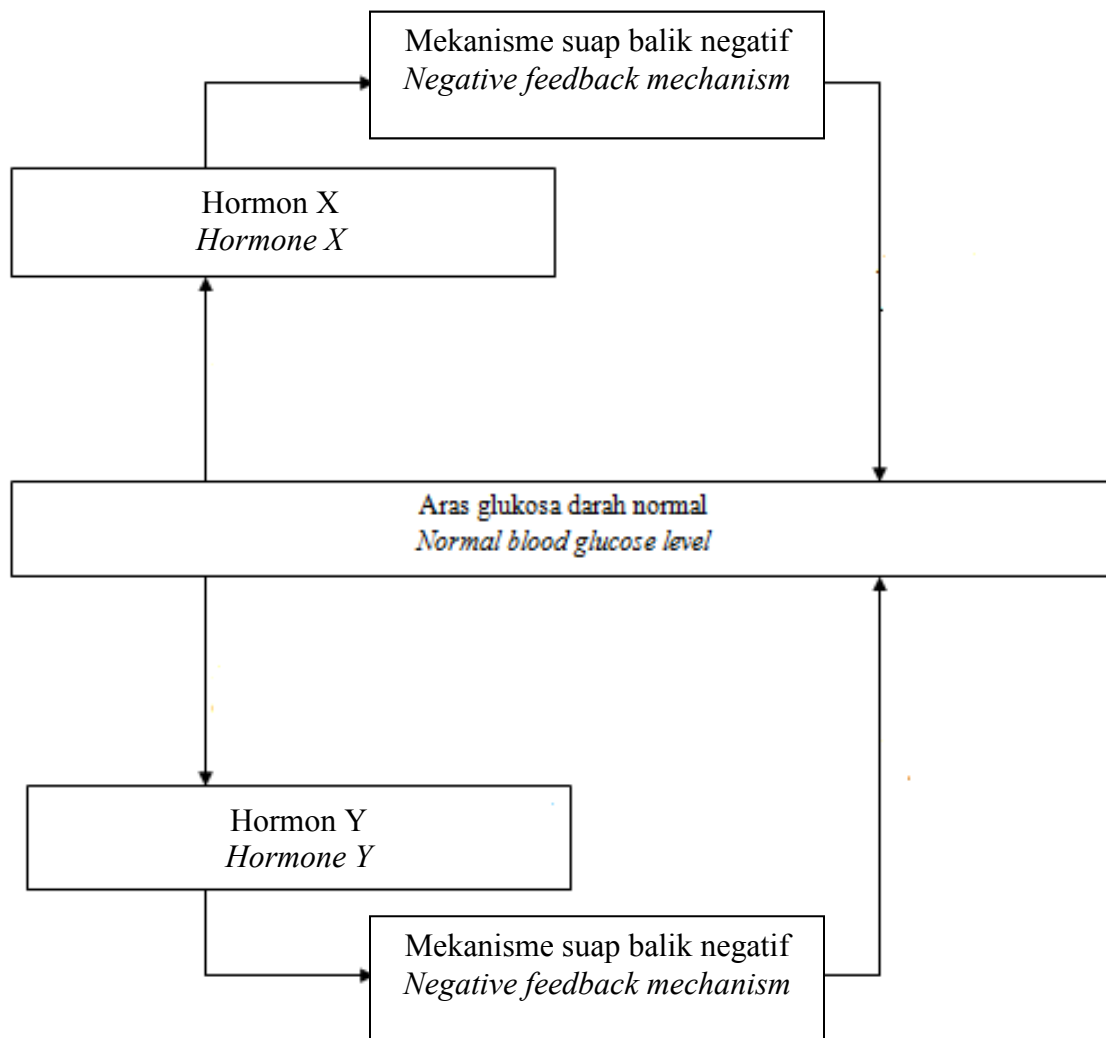 Mekanisme suap balik negatif
Negative feedback mechanism
Hormon X
Hormone X
Aras glukosa darah normal
Normal blood glucose level
Hormon Y
Hormone Y
Mekanisme suap balik negatif
Negative feedback mechanism